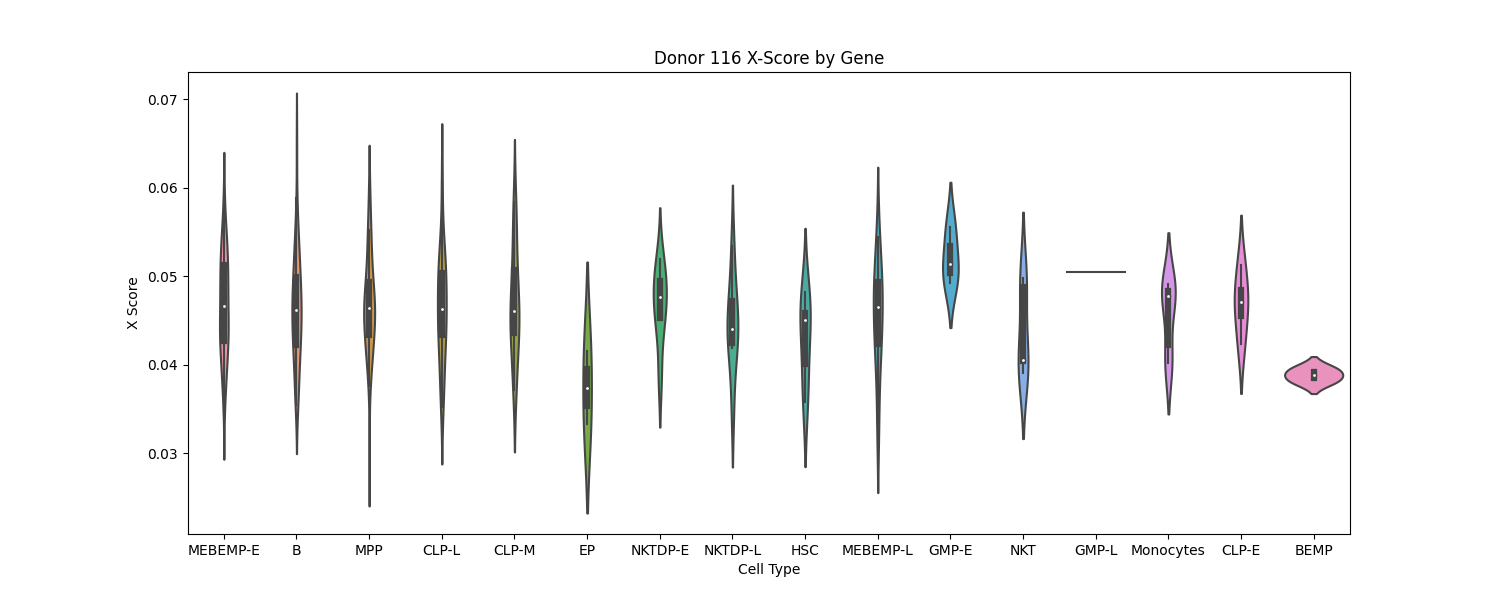 Donor 116 X-Score by Gene
0.07
0.06
0.05
0.04
0.03
X Score
MEBEMP-E B MPP CLP-L CLP-M EP NKTDP-E NKTDP-L HSC MEBEMP-L GMP-E NKT GMP-L Monocytes CLP-E BEMP
Cell Type